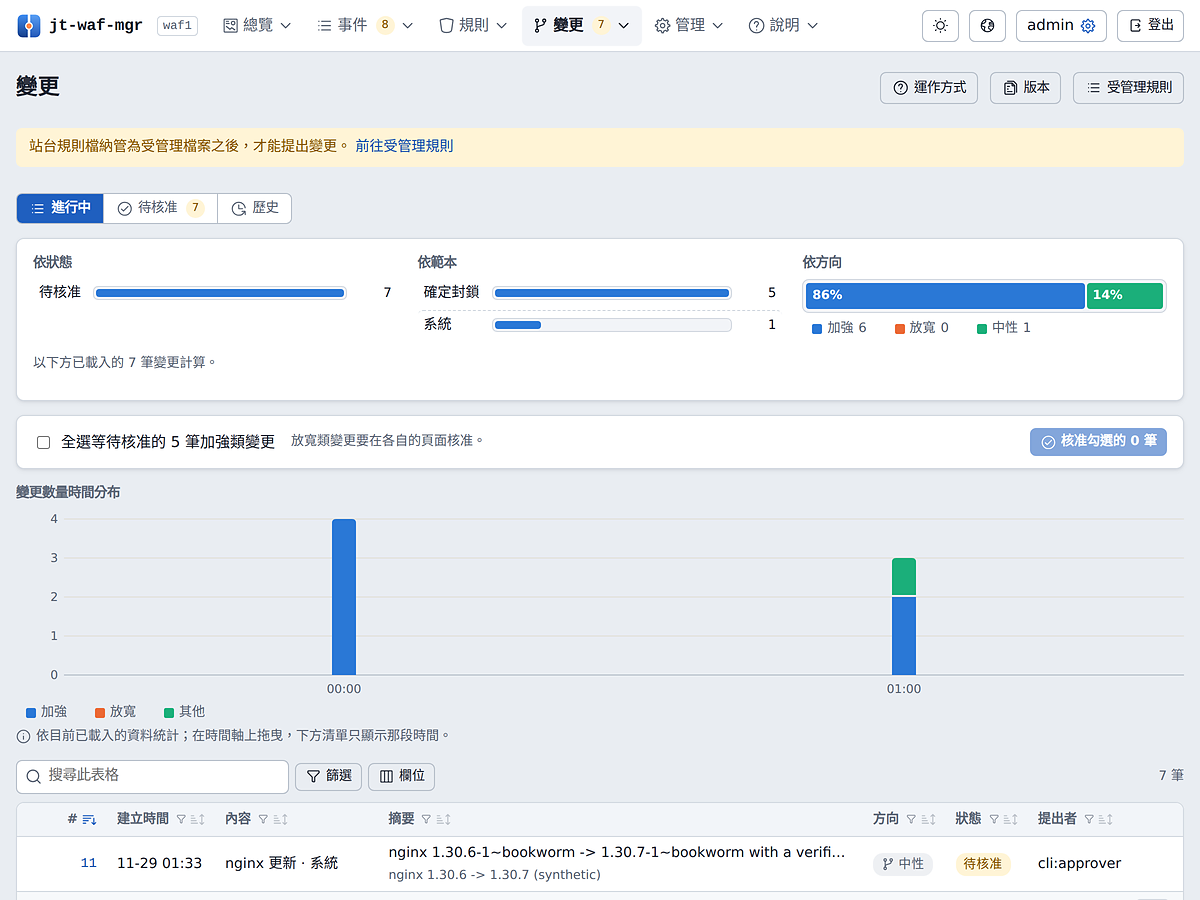 jt-waf-mgr waf1 總覽 事件 8 規則 變更 7 管理 說明 admin 登出
變更 運作方式 版本 受管理規則
站台規則檔納管為受管理檔案之後，才能提出變更。 前往受管理規則
進行中 待核准 7 歷史
依狀態 依範本 依方向
待核准 7 確定封鎖 5 86% 14%
系統 1 加強 6 放寬 0 中性 1
以下方已載入的 7 筆變更計算。
全選等待核准的 5 筆加強類變更 放寬類變更要在各自的頁面核准。 核准勾選的 0 筆
變更數量時間分布
4
3
2
1
0
00:00 01:00
加強 放寬 其他
依目前已載入的資料統計；在時間軸上拖曳，下方清單只顯示那段時間。
搜尋此表格 篩選 欄位 7 筆
# 建立時間 內容 摘要 方向 狀態 提出者
11 11-29 01:33 nginx 更新 · 系統 nginx 1.30.6-1~bookworm -> 1.30.7-1~bookworm with a verifi… 中性 待核准 cli:approver
nginx 1.30.6 -> 1.30.7 (synthetic)